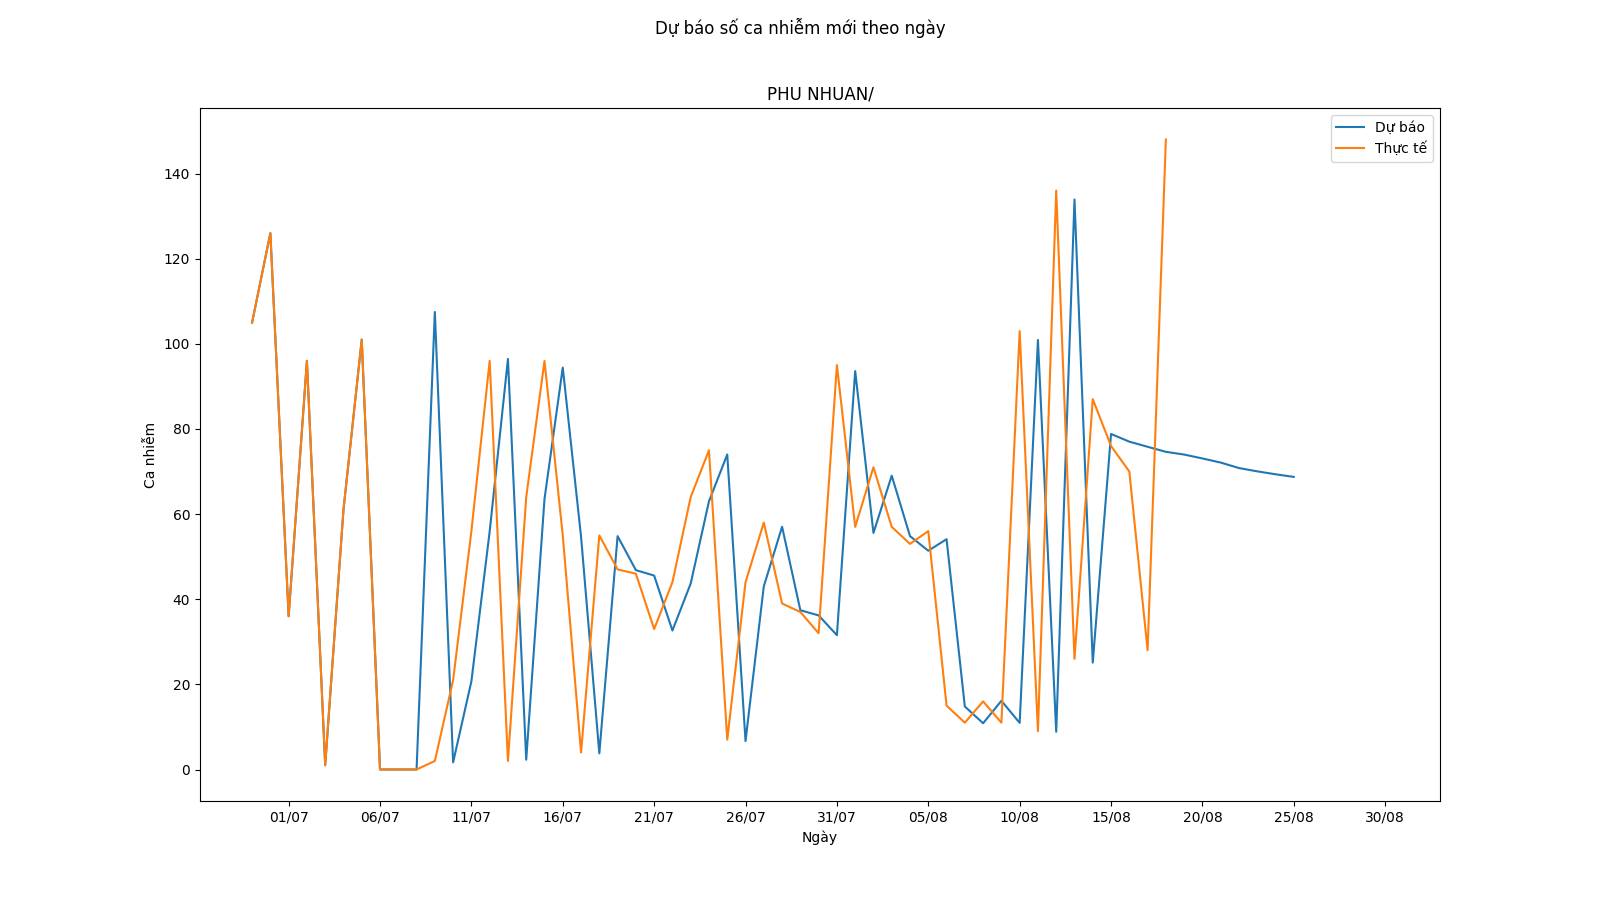 Dự báo số ca nhiễm mới theo ngày
PHU NHUAN/
Dự báo
Thực tế
Ca nhiễm
140
120
100
80
60
40
20
0
01/07 06/07 11/07 16/07 21/07 26/07 31/07 05/08 10/08 15/08 20/08 25/08 30/08
Ngày